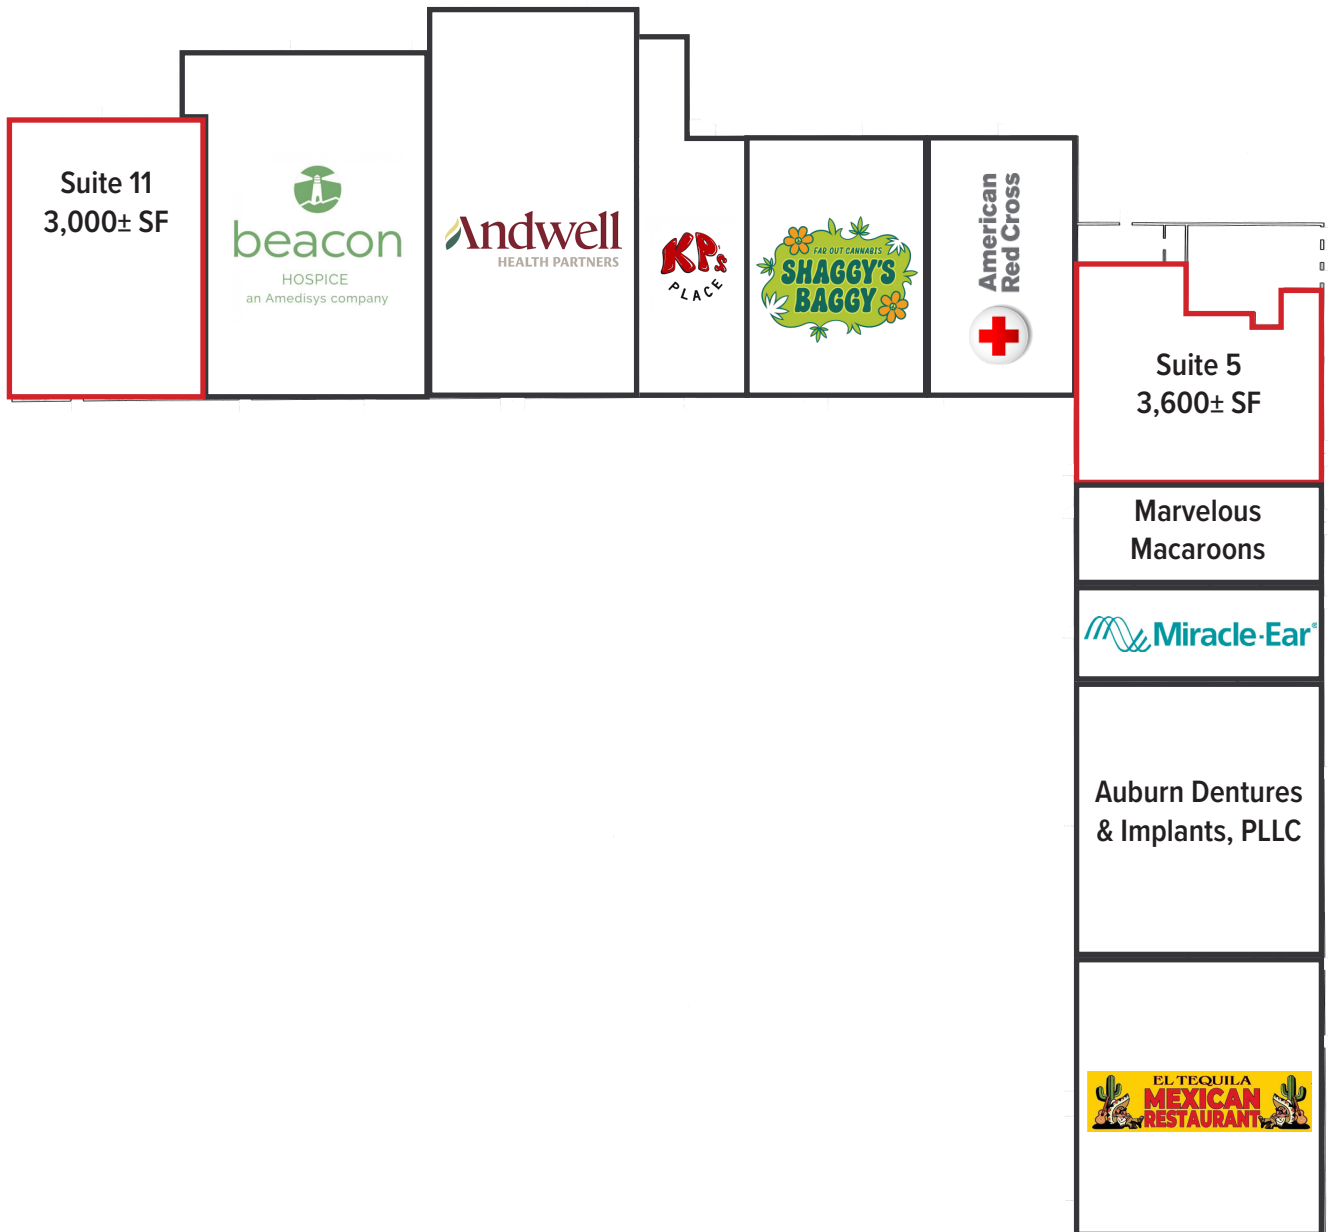 Suite 11
3,000± SF
beacon
HOSPICE
an Amedisys company
Andwell
HEALTH PARTNERS
KP's
PLACE
FAR OUT CANNABIS
SHAGGY'S
BAGGY
American
Red Cross
Suite 5
3,600± SF
Marvelous
Macaroons
Miracle-Ear®
Auburn Dentures
& Implants, PLLC
EL TEQUILA
MEXICAN
RESTAURANT